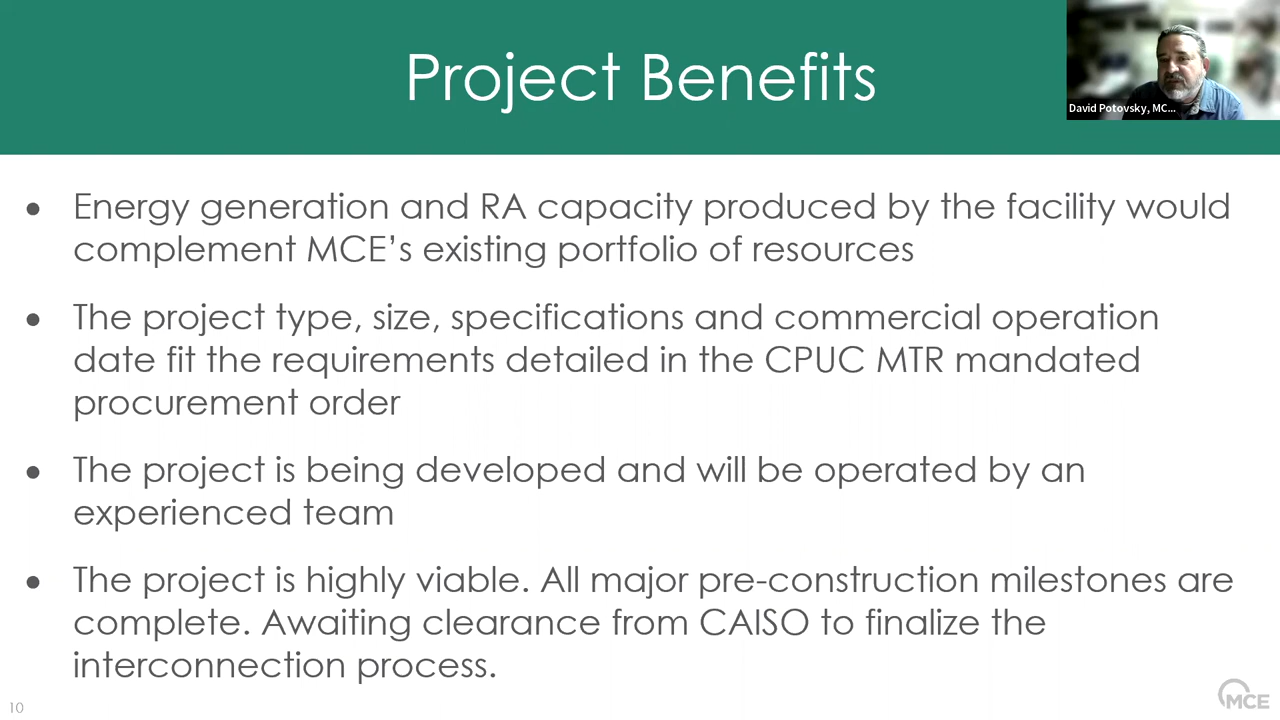 Project Benefits
David Potovsky, MC...
• Energy generation and RA capacity produced by the facility would
complement MCE’s existing portfolio of resources
• The project type, size, specifications and commercial operation
date fit the requirements detailed in the CPUC MTR mandated
procurement order
• The project is being developed and will be operated by an
experienced team
• The project is highly viable. All major pre-construction milestones are
complete. Awaiting clearance from CAISO to finalize the
interconnection process.
10
MCE